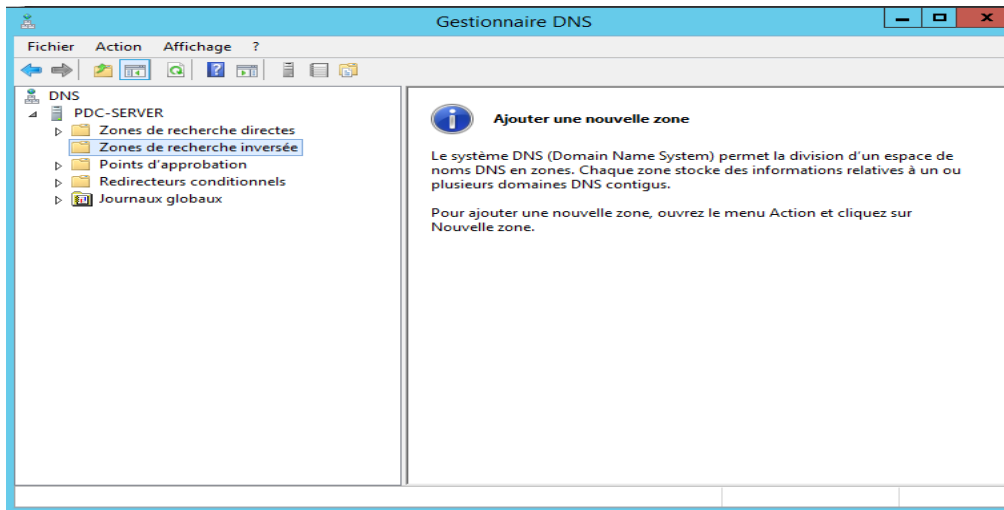 Gestionnaire DNS
Fichier Action Affichage ?
DNS
PDC-SERVER
Zones de recherche directes
Zones de recherche inversée
Points d'approbation
Redirecteurs conditionnels
Journaux globaux
Ajouter une nouvelle zone
Le système DNS (Domain Name System) permet la division d'un espace de
noms DNS en zones. Chaque zone stocke des informations relatives à un ou
plusieurs domaines DNS contigus.
Pour ajouter une nouvelle zone, ouvrez le menu Action et cliquez sur
Nouvelle zone.